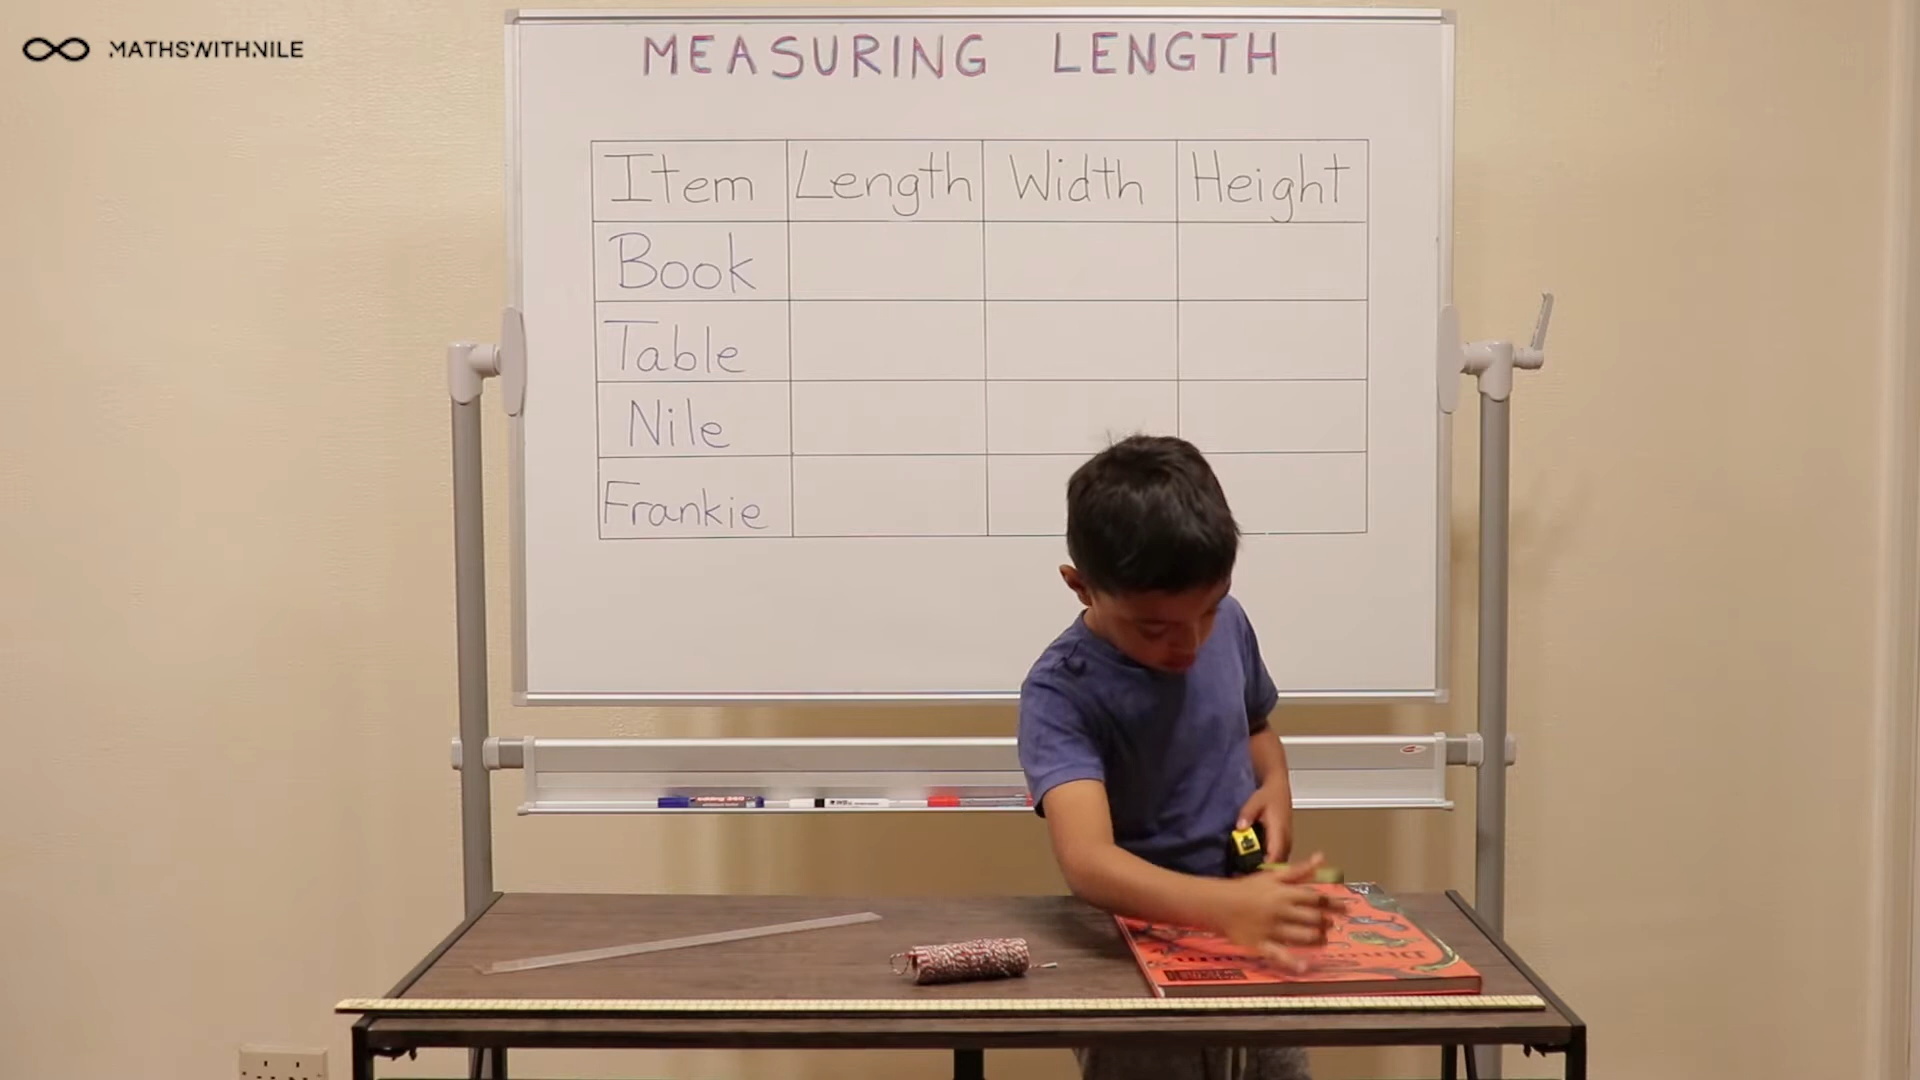 MATHSWITHNILE
MEASURING LENGTH
Item Length Width Height
Book
Table
Nile
Frankie